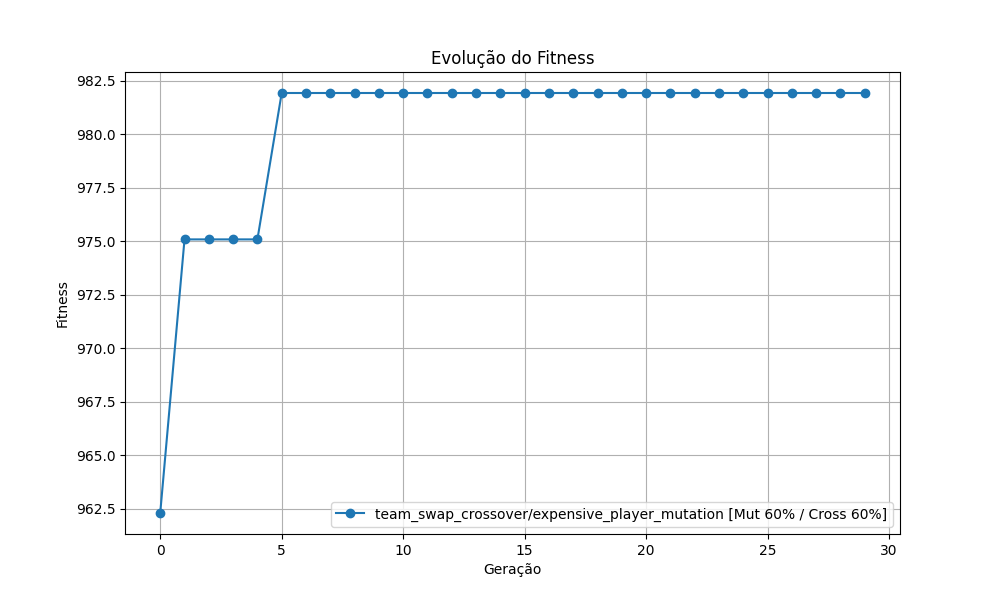 Evolução do Fitness
Fitness
982.5
980.0
977.5
975.0
972.5
970.0
967.5
965.0
962.5
team_swap_crossover/expensive_player_mutation [Mut 60% / Cross 60%]
0 5 10 15 20 25 30
Geração